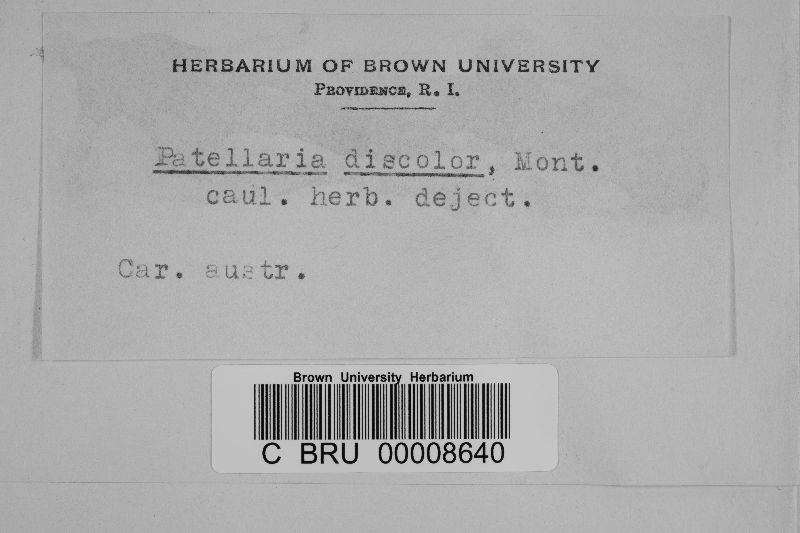 HERBARIUM OF BROWN UNIVERSITY
PROVIDENCE, R. I.
Patellaria discolor, Mont.
caul. herb. deject.
Car. austr.
Brown University Herbarium
C BRU 00008640